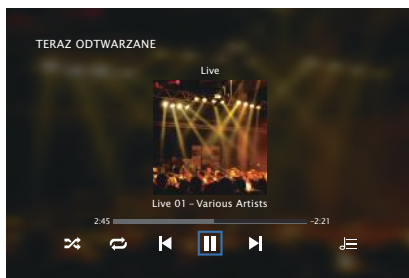 TERAZ ODTWARZANE
Live
Live 01 – Various Artists
2:45
-2:21